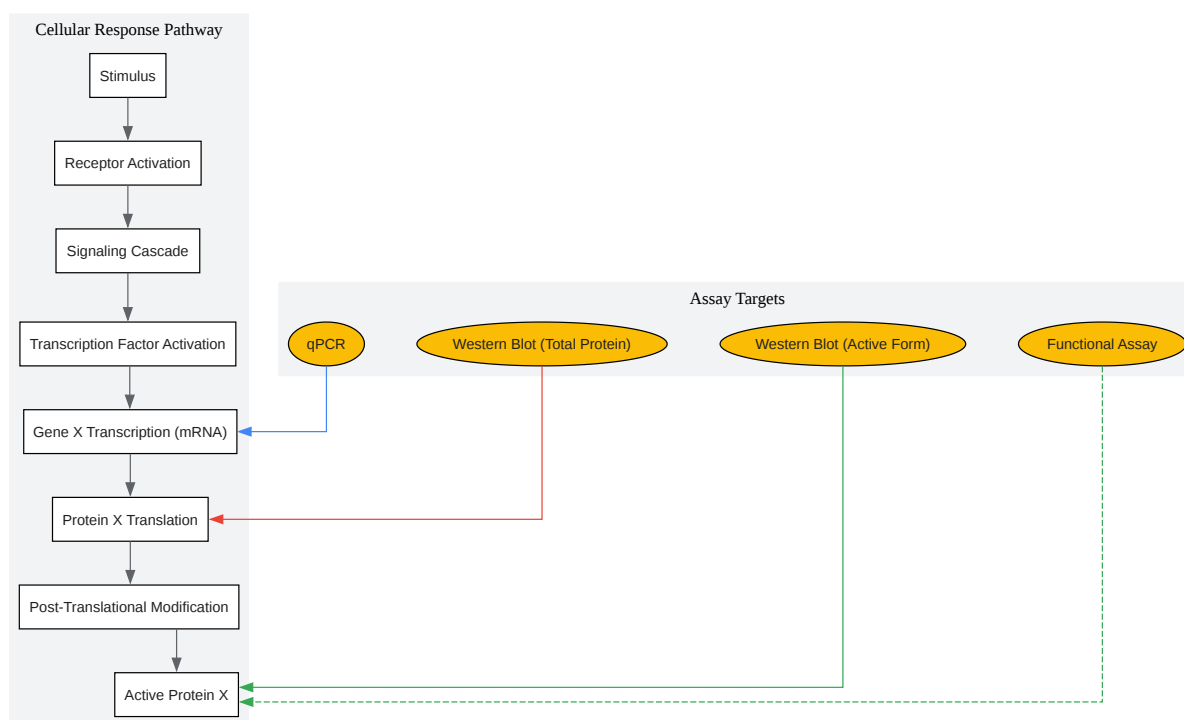 Cellular Response Pathway
Stimulus
Receptor Activation
Signaling Cascade
Transcription Factor Activation
Gene X Transcription (mRNA)
Protein X Translation
Post-Translational Modification
Active Protein X
Assay Targets
qPCR
Western Blot (Total Protein)
Western Blot (Active Form)
Functional Assay